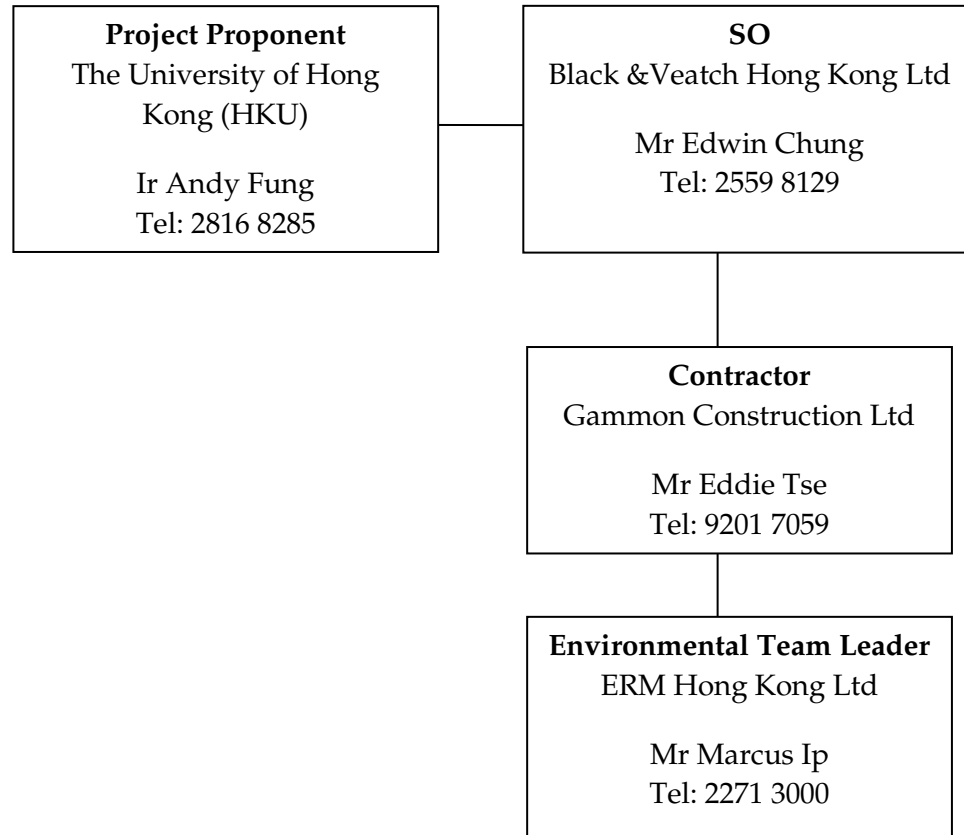 Project Proponent
The University of Hong
Kong (HKU)
Ir Andy Fung
Tel: 2816 8285
SO
Black &Veatch Hong Kong Ltd
Mr Edwin Chung
Tel: 2559 8129
Contractor
Gammon Construction Ltd
Mr Eddie Tse
Tel: 9201 7059
Environmental Team Leader
ERM Hong Kong Ltd
Mr Marcus Ip
Tel: 2271 3000